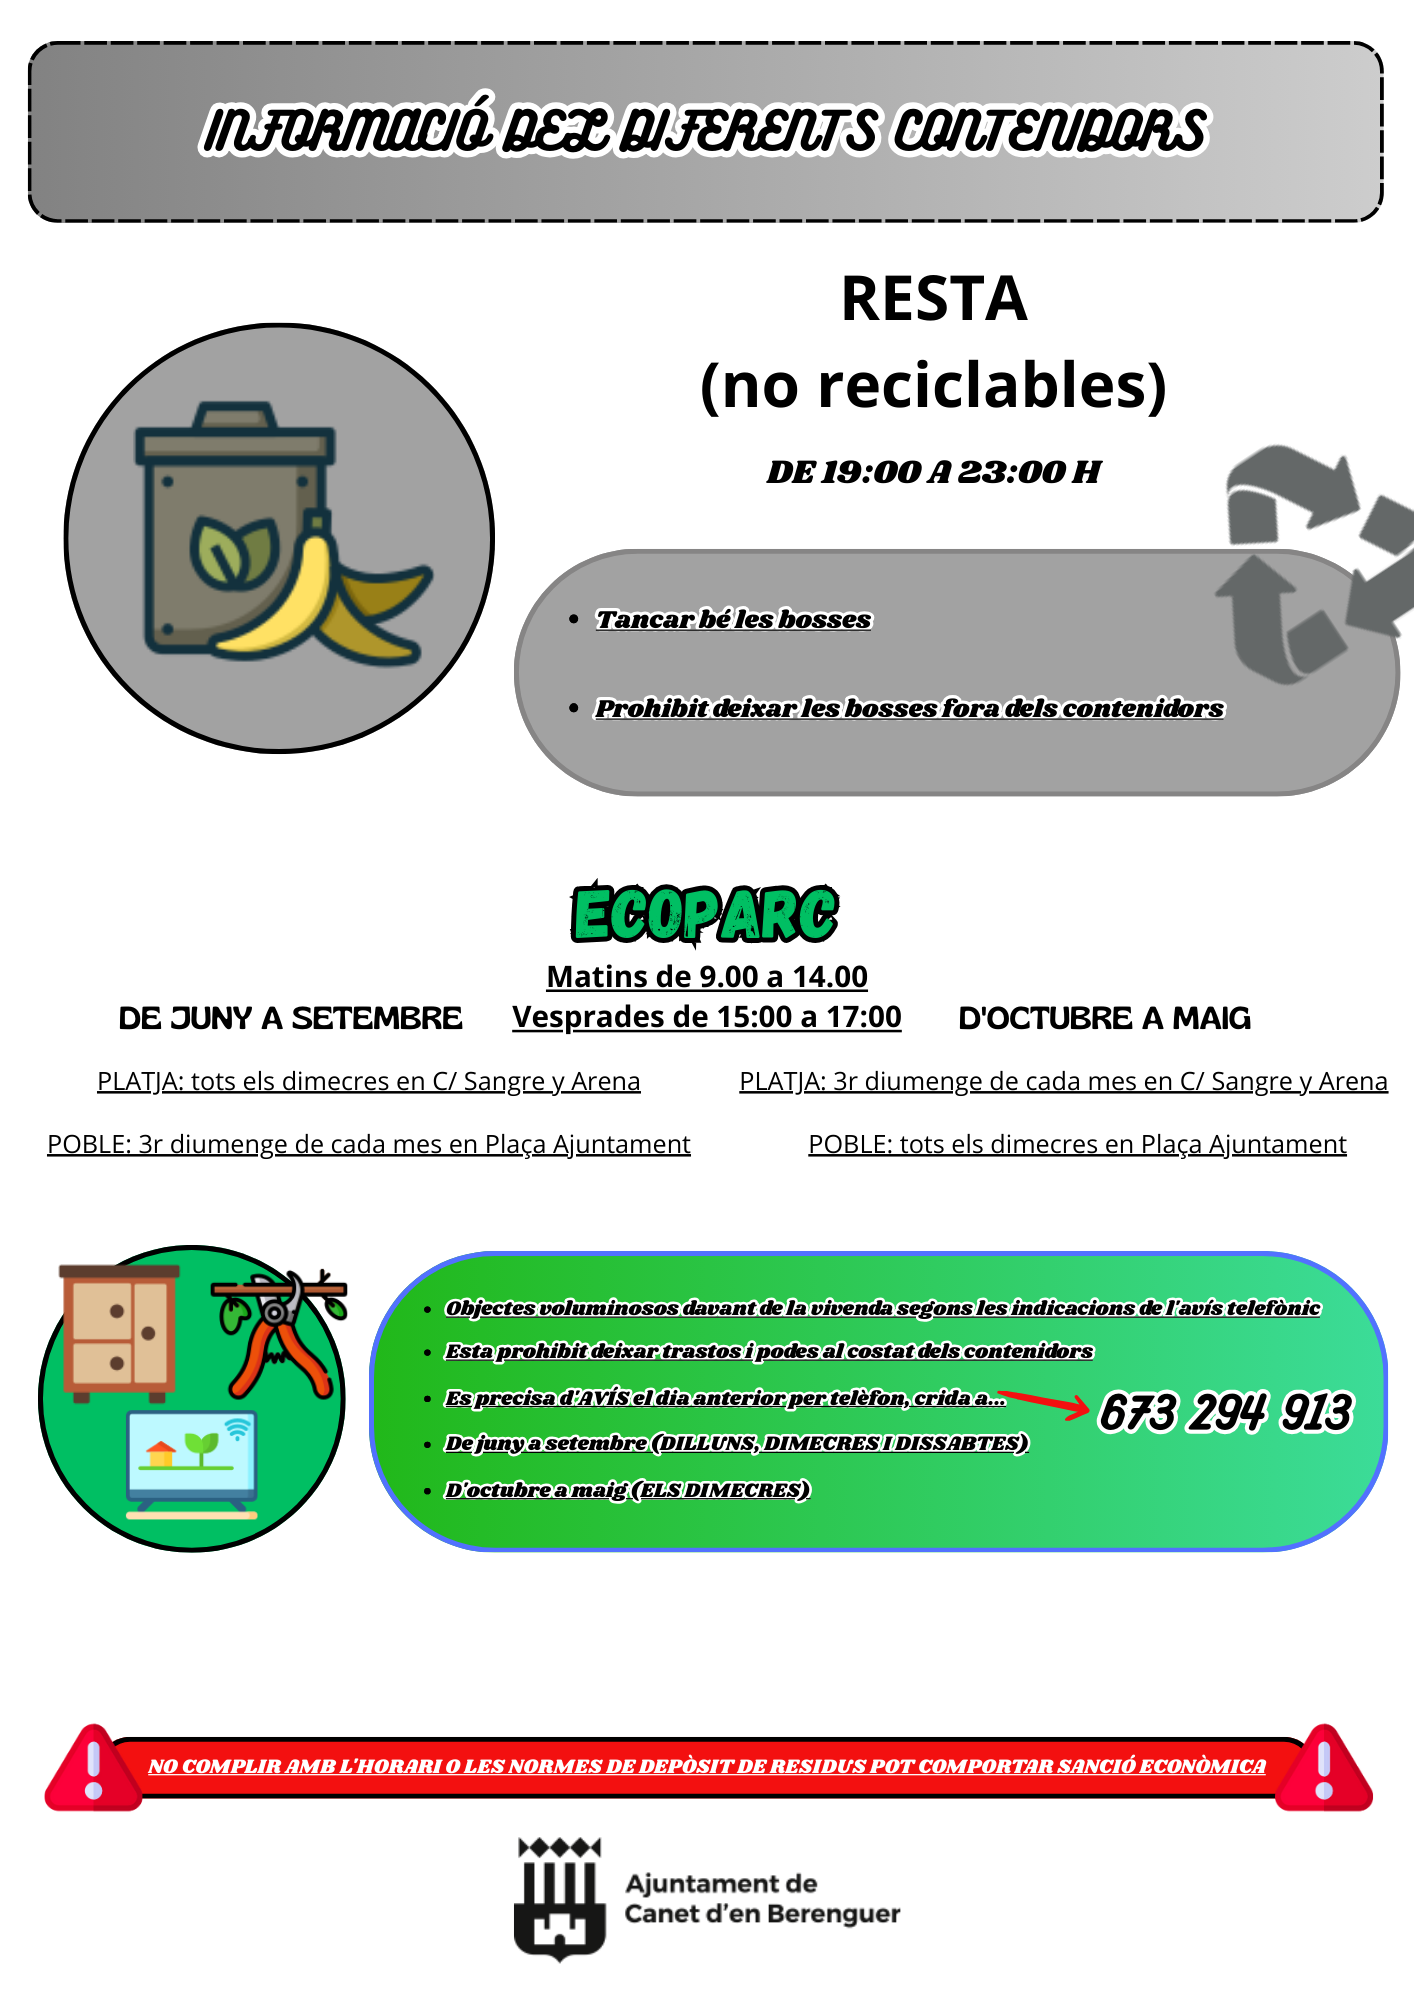 INFORMACIÓ DELS DIFERENTS CONTENIDORS
RESTA
(no reciclables)
DE 19:00 A 23:00 H
• Tancar bé les bosses
• Prohibit deixar les bosses fora dels contenidors
ECOPARC
Matins de 9.00 a 14.00
Vesprades de 15:00 a 17:00
DE JUNY A SETEMBRE
PLATJA: tots els dimecres en C/ Sangre y Arena
POBLE: 3r diumenge de cada mes en Plaça Ajuntament
D'OCTUBRE A MAIG
PLATJA: 3r diumenge de cada mes en C/ Sangre y Arena
POBLE: tots els dimecres en Plaça Ajuntament
• Objectes voluminosos davant de la vivenda segons les indicacions de l'avís telefònic
• Esta prohibit deixar trastos i podes al costat dels contenidors
• Es precisa d'AVÍS el dia anterior per telèfon, crida a...
673 294 913
• De juny a setembre (DILLUNS, DIMECRES I DISSABTES)
• D'octubre a maig (ELS DIMECRES)
NO COMPLIR AMB L'HORARI O LES NORMES DE DEPÒSIT DE RESIDUS POT COMPORTAR SANCIÓ ECONÒMICA
Ajuntament de
Canet d'en Berenguer